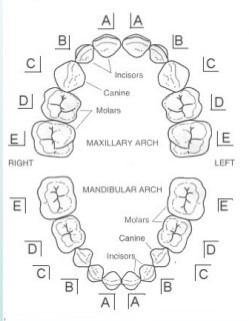 A A
B B
Incisors
C C
Canine
D D
Molars
E E
MAXILLARY ARCH
RIGHT LEFT
MANDIBULAR ARCH
E E
Molars
Canine
D D
Incisors
C C
B B
A A